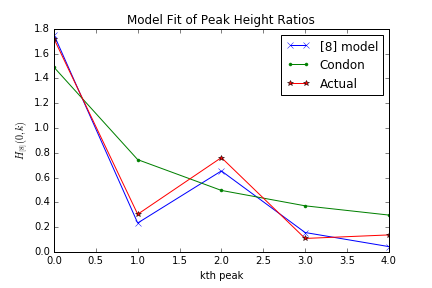 Model Fit of Peak Height Ratios
[8] model
Condon
Actual
1.8
1.6
1.4
1.2
1.0
0.8
0.6
0.4
0.2
0.0
0.0 0.5 1.0 1.5 2.0 2.5 3.0 3.5 4.0
kth peak
(0, k)